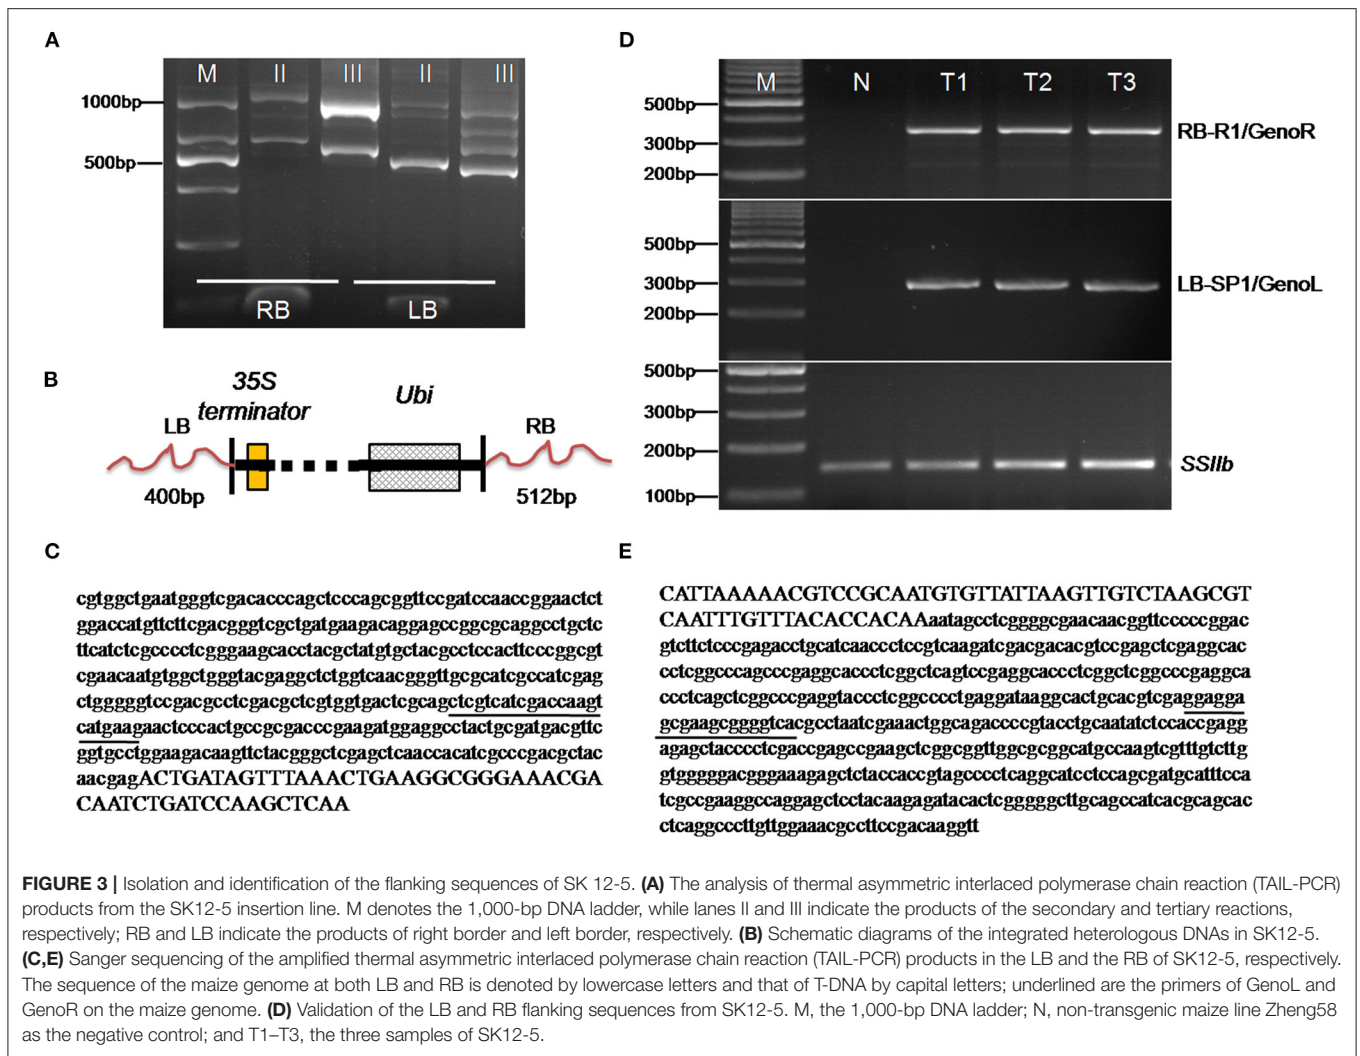 A
M II III II III
1000bp
500bp
RB LB
B
35S
terminator
Ubi
LB
RB
400bp
512bp
C
cgtggctgaatgggtcgacacccagctcccagcggttccgatccaaccggaactct
ggaccatgttcttcgacgggtcgctgatgaagacaggagccggcgcaggcctgctc
ttcatctcgcccctcgggaagcacctacgctatgtgctacgcctccacttcccggcgt
cgaacaatgtggctgggtacgaggctctggtcaacgggttgcgcatcgccatcgag
ctgggggtccgacgcctcgacgctcgtggtgactcgcagctcgtcatcgaccaagt
catgaagaactcccactgccgcgacccgaagatggaggcctactgcgatgacgttc
ggtgcctggaagacaagttctacgggctcgagctcaaccacatcgcccgacgctac
aacgagACTGATAGTTTAAACTGAAGGCGGGAAACGA
CAATCTGATCCAAGCTCAA
D
M N T1 T2 T3
500bp
300bp
200bp
RB-R1/GenoR
500bp
300bp
200bp
LB-SP1/GenoL
500bp
300bp
200bp
100bp
SSIIb
E
CATTAAAAACGTCCGCAATGTGTTATTAAGTTGTCTAAGCGT
CAATTTGTTTACACCACAAaatagcctcggggcgaacaacggttcccccggac
gtcttctcccgagacctgcatcaaccctccgtcaagatcgacgacacgtccgagctcgaggcac
cctcggcccagcccgaggcaccctcggctcagtccgaggcaccctcggctcggcccgaggca
ccctcagctcggcccgaggtaccctcggcccctgaggataaggcactgcacgtcgaggagga
gcgaagcggggtcacgcctaatcgaaactggcagaccccgtacctgcaatatctccaccgagg
agagctacccctcgaccgagccgaagctcggcggttggcgcggcatgccaagtcgtttgtcttg
gtgggggacgggaaagagctctaccaccgtagcccctcaggcatcctccagcgatgcatttcca
tcgccgaaggccaggagctcctacaagagatacactcgggggcttgcagccatcacgcagcac
ctcaggcccttgttggaaacgccttccgacaaggtt
FIGURE 3 | Isolation and identification of the flanking sequences of SK 12-5. (A) The analysis of thermal asymmetric interlaced polymerase chain reaction (TAIL-PCR)
products from the SK12-5 insertion line. M denotes the 1,000-bp DNA ladder, while lanes II and III indicate the products of the secondary and tertiary reactions,
respectively; RB and LB indicate the products of right border and left border, respectively. (B) Schematic diagrams of the integrated heterologous DNAs in SK12-5.
(C,E) Sanger sequencing of the amplified thermal asymmetric interlaced polymerase chain reaction (TAIL-PCR) products in the LB and the RB of SK12-5, respectively.
The sequence of the maize genome at both LB and RB is denoted by lowercase letters and that of T-DNA by capital letters; underlined are the primers of GenoL and
GenoR on the maize genome. (D) Validation of the LB and RB flanking sequences from SK12-5. M, the 1,000-bp DNA ladder; N, non-transgenic maize line Zheng58
as the negative control; and T1–T3, the three samples of SK12-5.